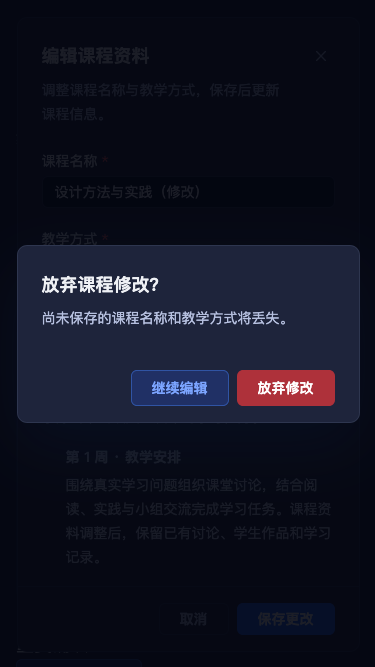 编辑课程资料
调整课程名称与教学方式，保存后更新
课程信息。
课程名称 *
设计方法与实践（修改）
教学方式 *
放弃课程修改？
尚未保存的课程名称和教学方式将丢失。
继续编辑
放弃修改
第 1 周 · 教学安排
围绕真实学习问题组织课堂讨论，结合阅
读、实践与小组交流完成学习任务。课程资
料调整后，保留已有讨论、学生作品和学习
记录。
取消
保存更改